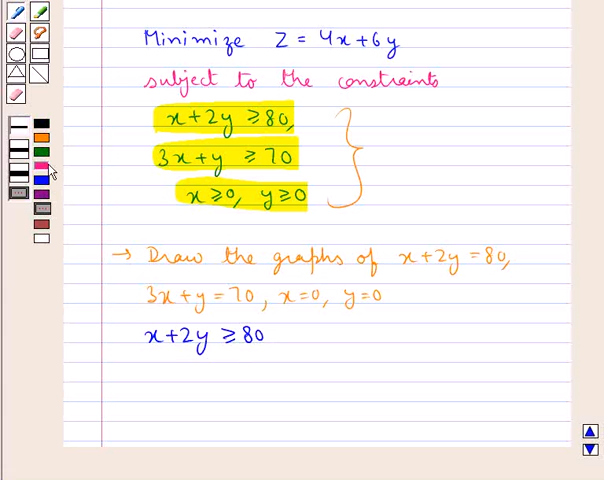 Minimize Z = 4x+6y
subject to the constraints
x+2y ≥ 80,
3x+y ≥ 70
x ≥ 0, y ≥ 0
→ Draw the graphs of x+2y = 80,
3x+y = 70, x=0, y=0
x+2y ≥ 80